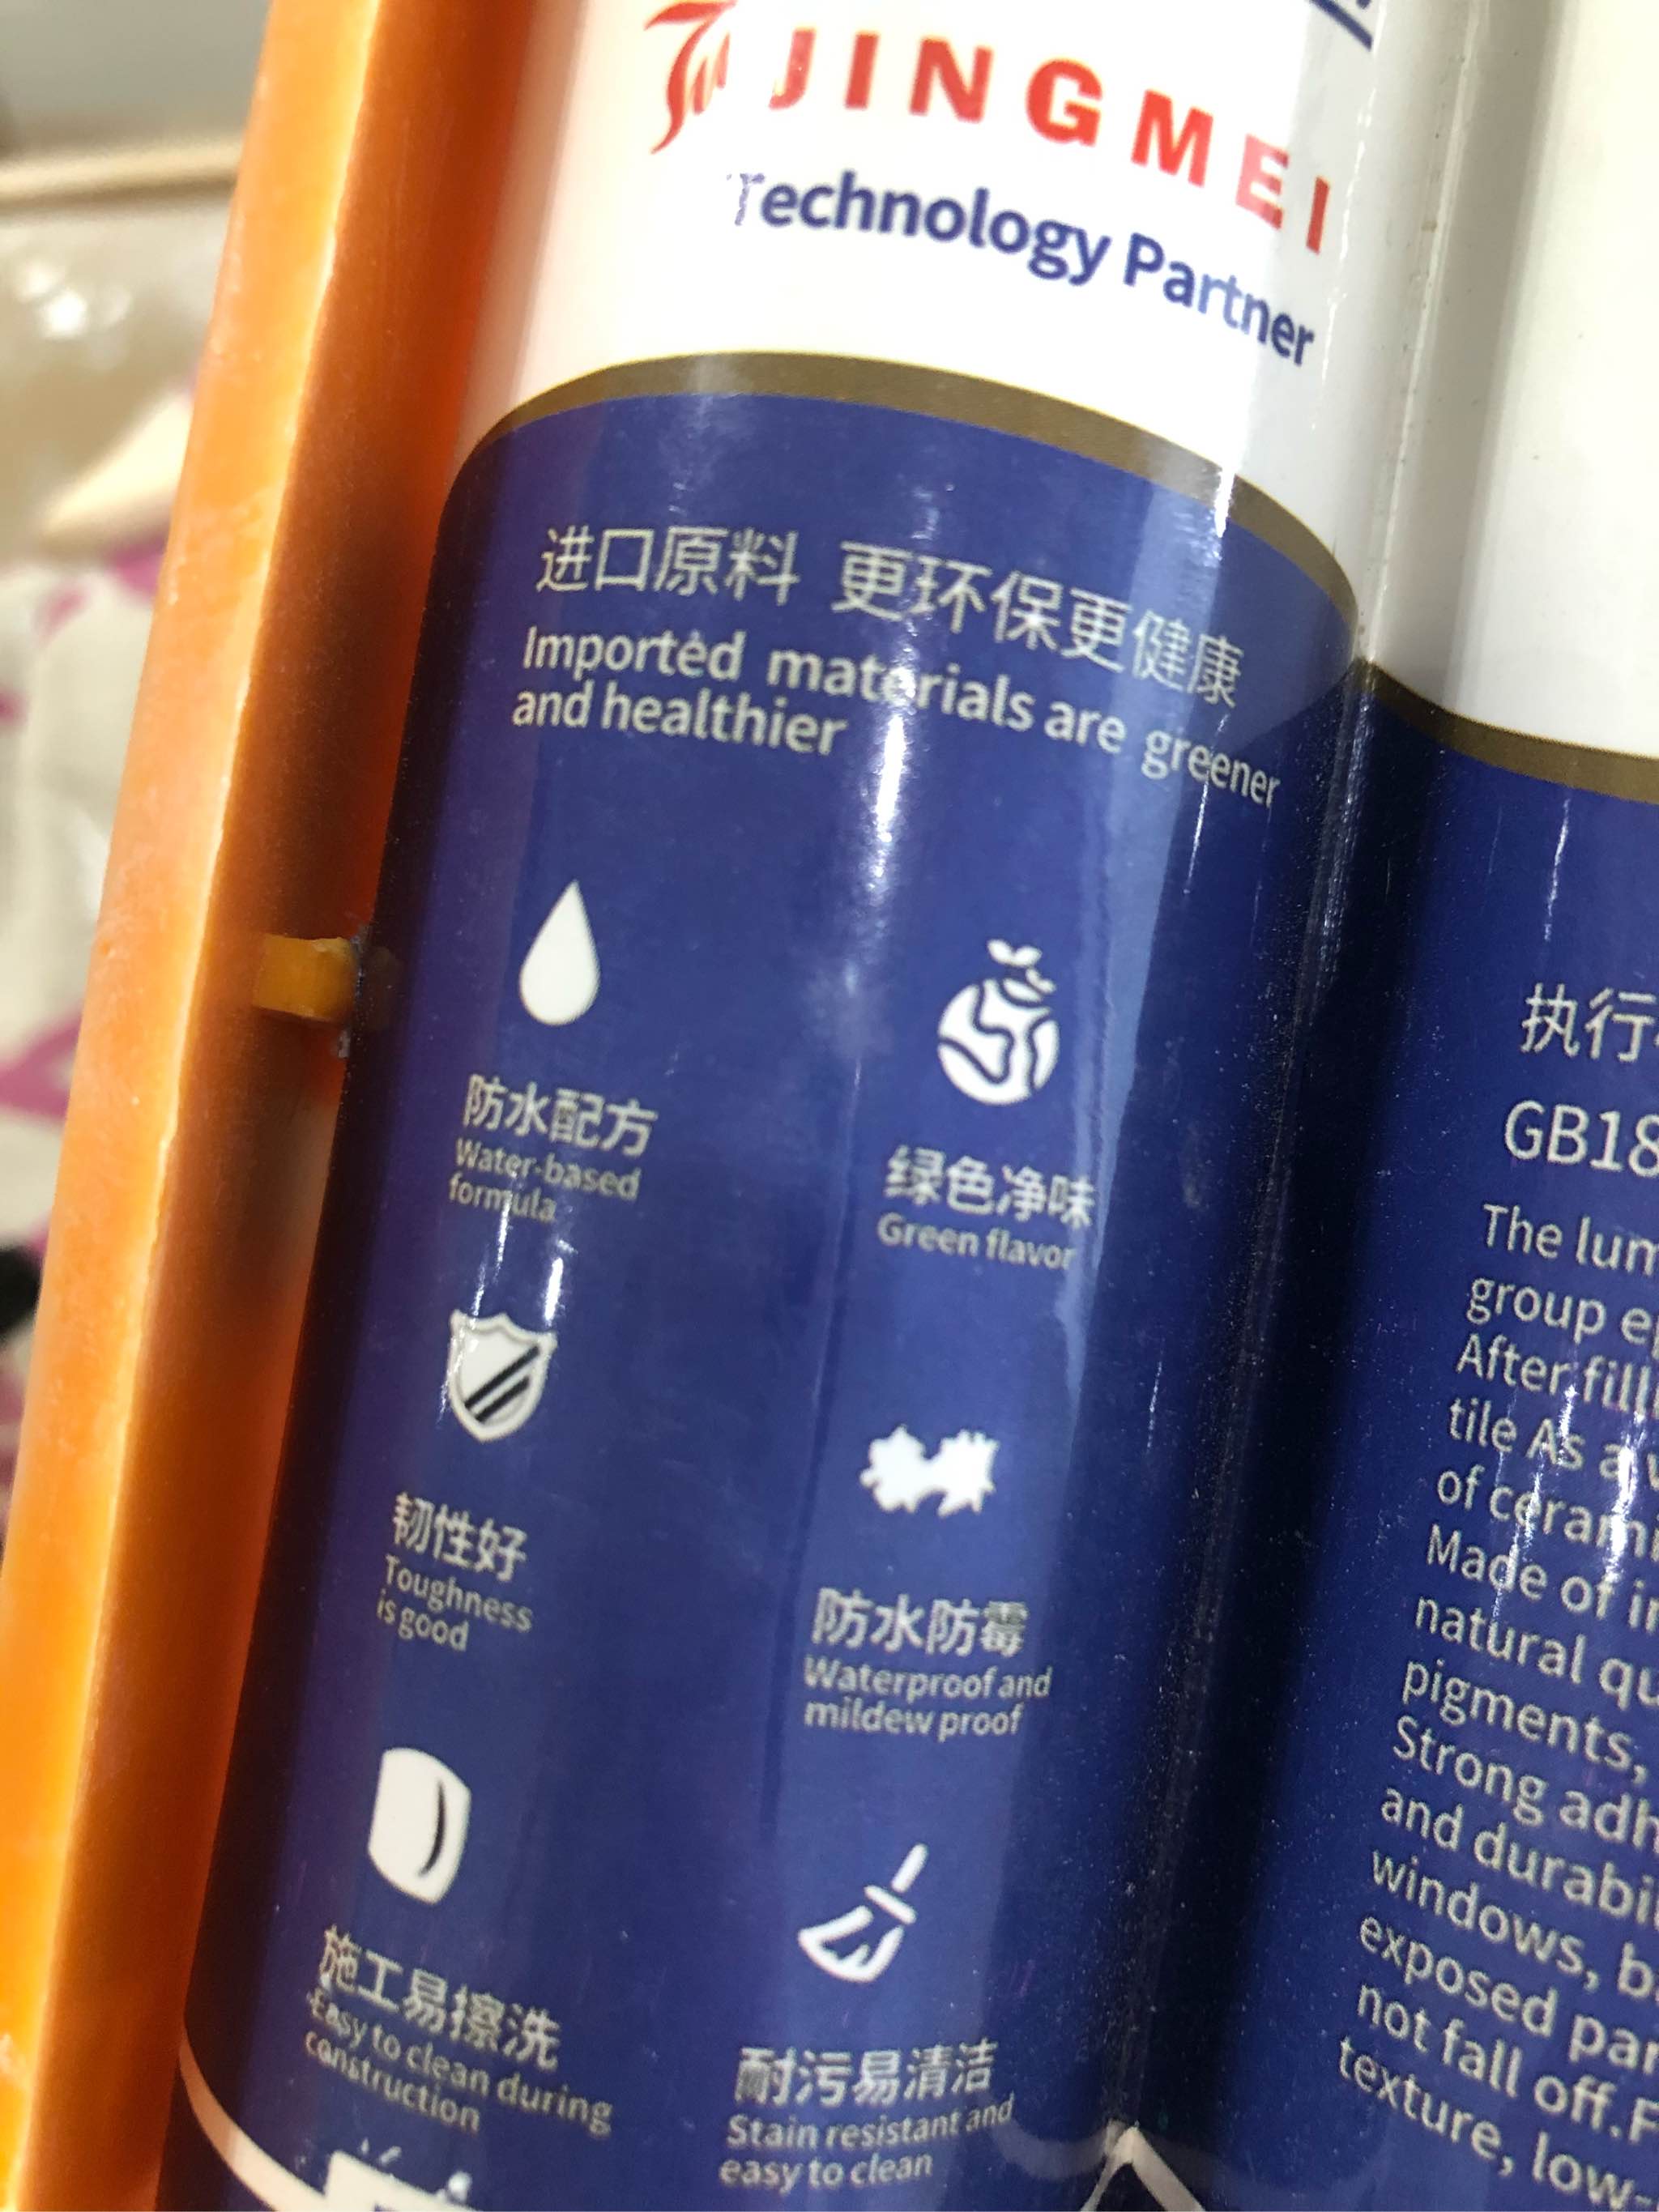 JINGMEI
Technology Partner
进口原料 更环保更健康
Imported materials are greener
and healthier
防水配方
Water-based
formula
绿色净味
Green flavor
韧性好
Toughness
is good
防水防霉
Waterproof and
mildew proof
施工易擦洗
Easy to clean during
construction
耐污易清洁
Stain resistant and
easy to clean
执行
GB18
The lum
group e
After fill
tile As a
of cerami
Made of i
natural qu
pigments,
Strong adh
and durabi
windows, b
exposed par
not fall off.F
texture, low-